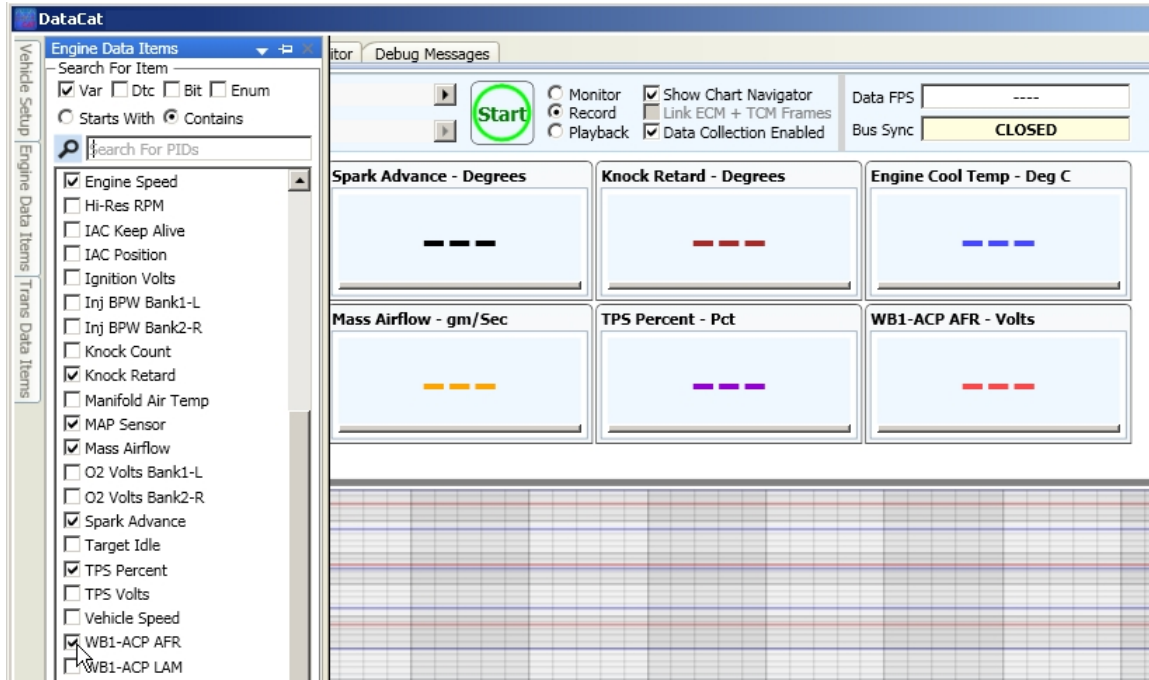 DataCat
Vehicle Setup
Engine Data Items
Trans Data Items
Engine Data Items
Search For Item
Var Dtc Bit Enum
Starts With Contains
Search For PIDs
Engine Speed
Hi-Res RPM
IAC Keep Alive
IAC Position
Ignition Volts
Inj BPW Bank1-L
Inj BPW Bank2-R
Knock Count
Knock Retard
Manifold Air Temp
MAP Sensor
Mass Airflow
O2 Volts Bank1-L
O2 Volts Bank2-R
Spark Advance
Target Idle
TPS Percent
TPS Volts
Vehicle Speed
WB1-ACP AFR
WB1-ACP LAM
itor Debug Messages
Start
Monitor
Record
Playback
Show Chart Navigator
Link ECM + TCM Frames
Data Collection Enabled
Data FPS ----
Bus Sync CLOSED
Spark Advance - Degrees
Knock Retard - Degrees
Engine Cool Temp - Deg C
Mass Airflow - gm/Sec
TPS Percent - Pct
WB1-ACP AFR - Volts